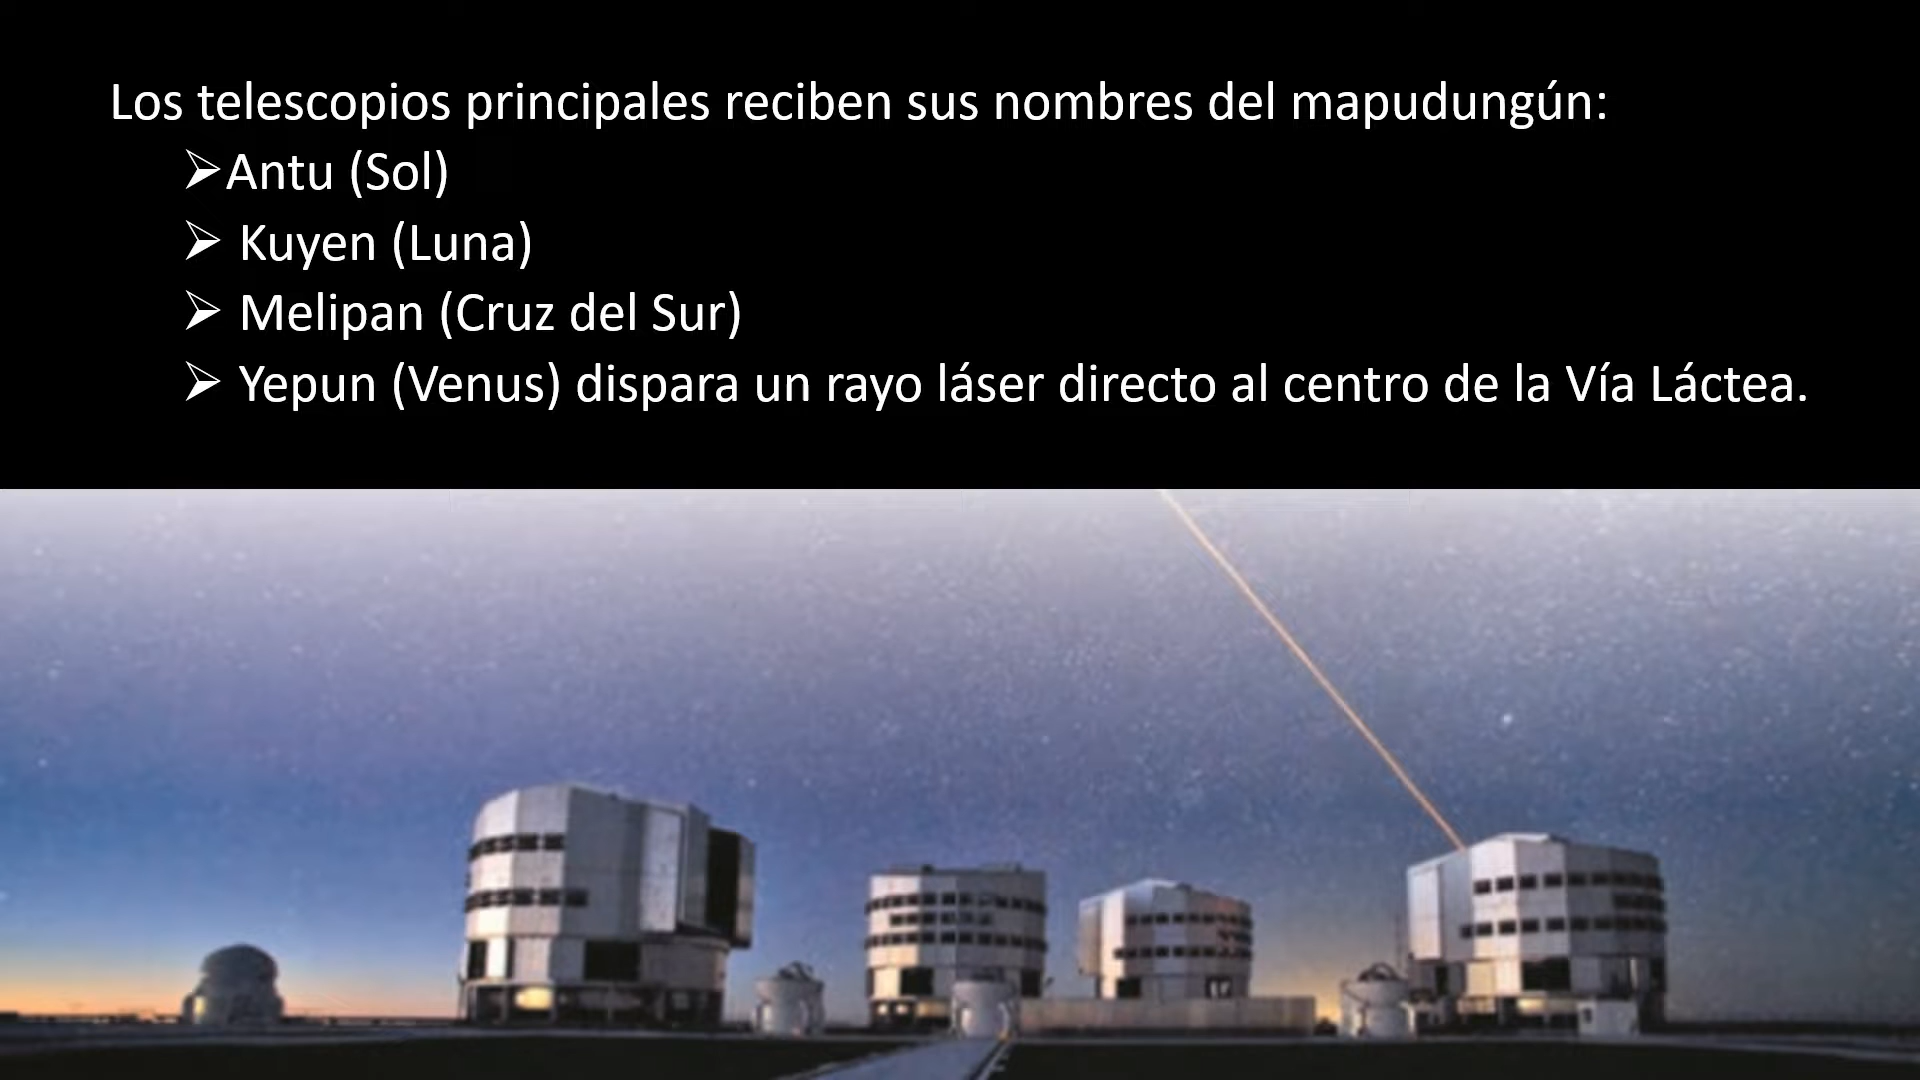 Los telescopios principales reciben sus nombres del mapudungún:
➢Antu (Sol)
➢ Kuyen (Luna)
➢ Melipan (Cruz del Sur)
➢ Yepun (Venus) dispara un rayo láser directo al centro de la Vía Láctea.